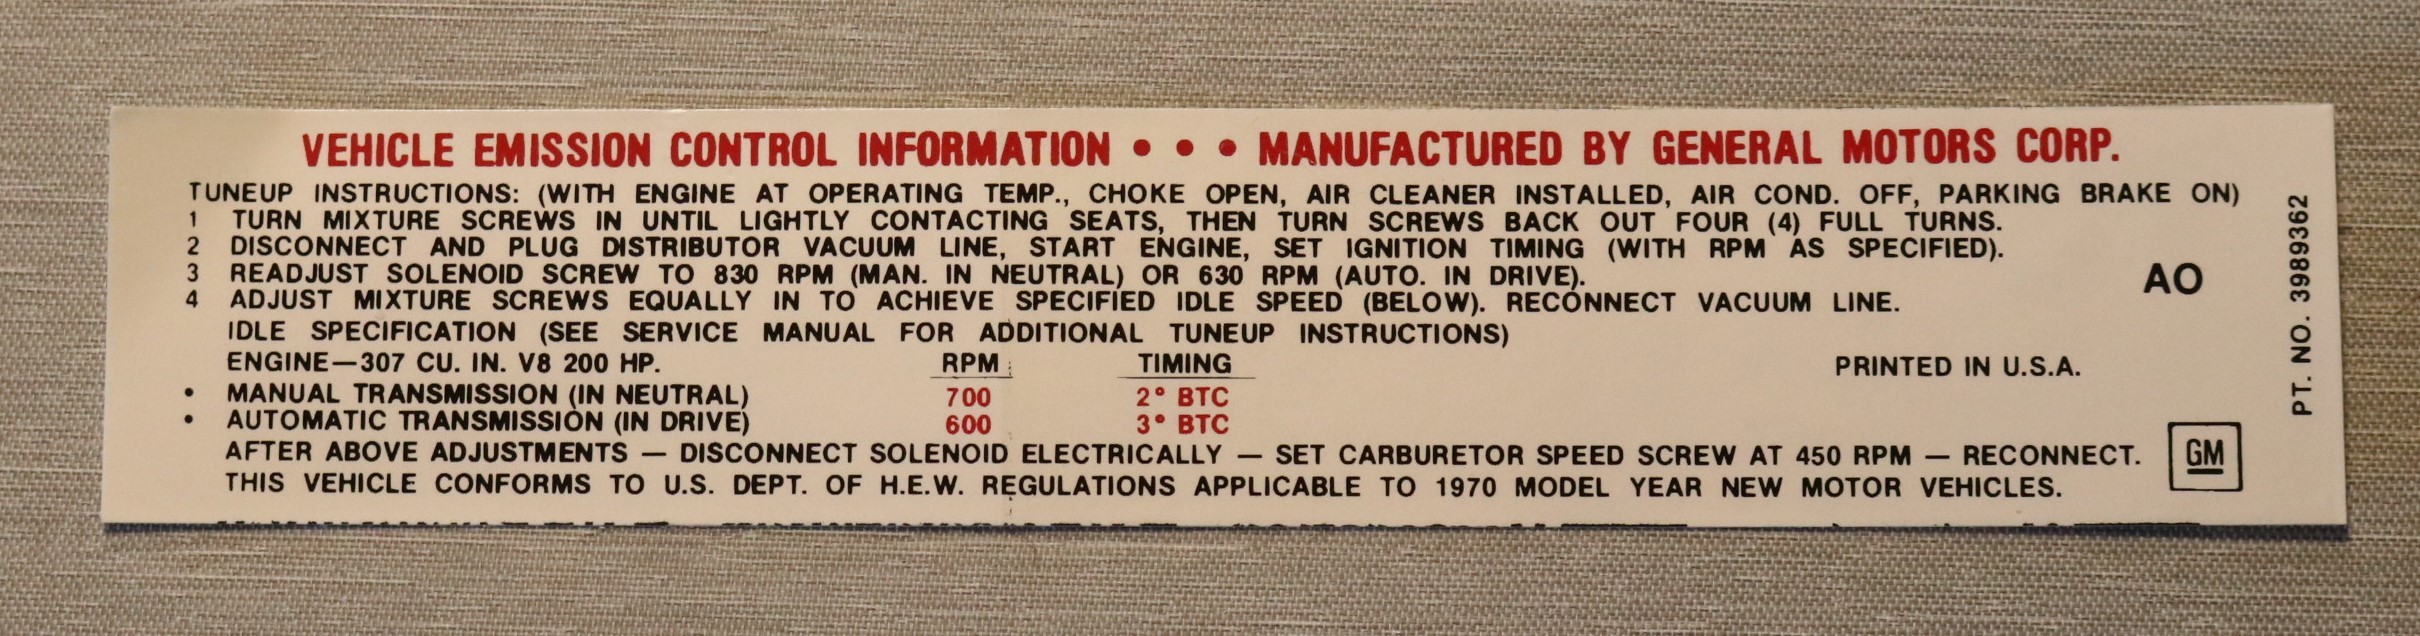 VEHICLE EMISSION CONTROL INFORMATION • • • MANUFACTURED BY GENERAL MOTORS CORP.
TUNEUP INSTRUCTIONS: (WITH ENGINE AT OPERATING TEMP., CHOKE OPEN, AIR CLEANER INSTALLED, AIR COND. OFF, PARKING BRAKE ON)
1 TURN MIXTURE SCREWS IN UNTIL LIGHTLY CONTACTING SEATS, THEN TURN SCREWS BACK OUT FOUR (4) FULL TURNS.
2 DISCONNECT AND PLUG DISTRIBUTOR VACUUM LINE, START ENGINE, SET IGNITION TIMING (WITH RPM AS SPECIFIED).
3 READJUST SOLENOID SCREW TO 830 RPM (MAN. IN NEUTRAL) OR 630 RPM (AUTO. IN DRIVE).
4 ADJUST MIXTURE SCREWS EQUALLY IN TO ACHIEVE SPECIFIED IDLE SPEED (BELOW). RECONNECT VACUUM LINE.
AO
IDLE SPECIFICATION (SEE SERVICE MANUAL FOR ADDITIONAL TUNEUP INSTRUCTIONS)
ENGINE—307 CU. IN. V8 200 HP. RPM TIMING PRINTED IN U.S.A.
• MANUAL TRANSMISSION (IN NEUTRAL) 700 2° BTC
• AUTOMATIC TRANSMISSION (IN DRIVE) 600 3° BTC
AFTER ABOVE ADJUSTMENTS — DISCONNECT SOLENOID ELECTRICALLY — SET CARBURETOR SPEED SCREW AT 450 RPM — RECONNECT.
THIS VEHICLE CONFORMS TO U.S. DEPT. OF H.E.W. REGULATIONS APPLICABLE TO 1970 MODEL YEAR NEW MOTOR VEHICLES.
GM
PT. NO. 3989362